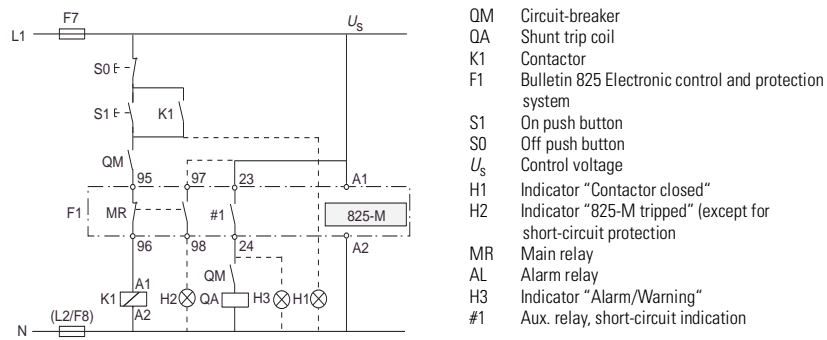 F7
U_S
L1
S0 E
S1 E
K1
QM
95
97
23
A1
F1
MR
#1
825-M
96
98
24
A2
QM
A1
K1
H2
QA
H3
H1
A2
(L2/F8)
N
QM Circuit-breaker
QA Shunt trip coil
K1 Contactor
F1 Bulletin 825 Electronic control and protection
system
S1 On push button
S0 Off push button
U_S Control voltage
H1 Indicator "Contactor closed"
H2 Indicator "825-M tripped" (except for
short-circuit protection
MR Main relay
AL Alarm relay
H3 Indicator "Alarm/Warning"
#1 Aux. relay, short-circuit indication